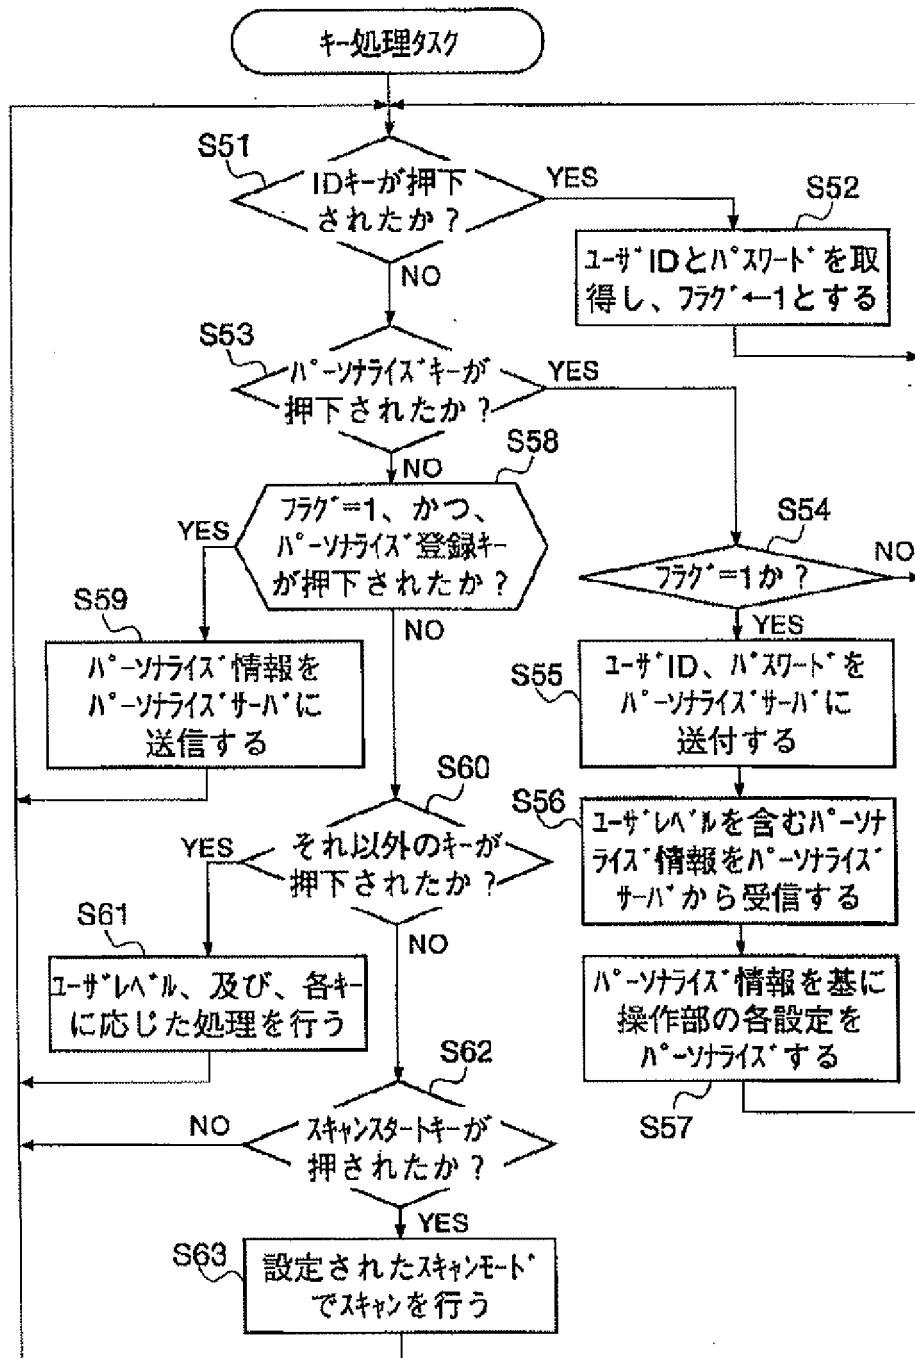 キー処理タスク
S51
IDキーが押下
されたか？
YES
NO
S52
ユーザIDとパスワードを取
得し、フラグ←1とする
S53
パーソナライズキーが
押下されたか？
YES
NO
S58
フラグ=1、かつ、
パーソナライズ登録キー
が押下されたか？
YES
NO
S54
フラグ=1か？
NO
YES
S59
パーソナライズ情報を
パーソナライズサーバに
送信する
S55
ユーザID、パスワードを
パーソナライズサーバに
送付する
S60
それ以外のキーが
押下されたか？
YES
NO
S56
ユーザレベルを含むパーソナ
ライズ情報をパーソナライズ
サーバから受信する
S61
ユーザレベル、及び、各キー
に応じた処理を行う
S57
パーソナライズ情報を基に
操作部の各設定を
パーソナライズする
S62
スキャンスタートキーが
押されたか？
NO
YES
S63
設定されたスキャンモード
でスキャンを行う